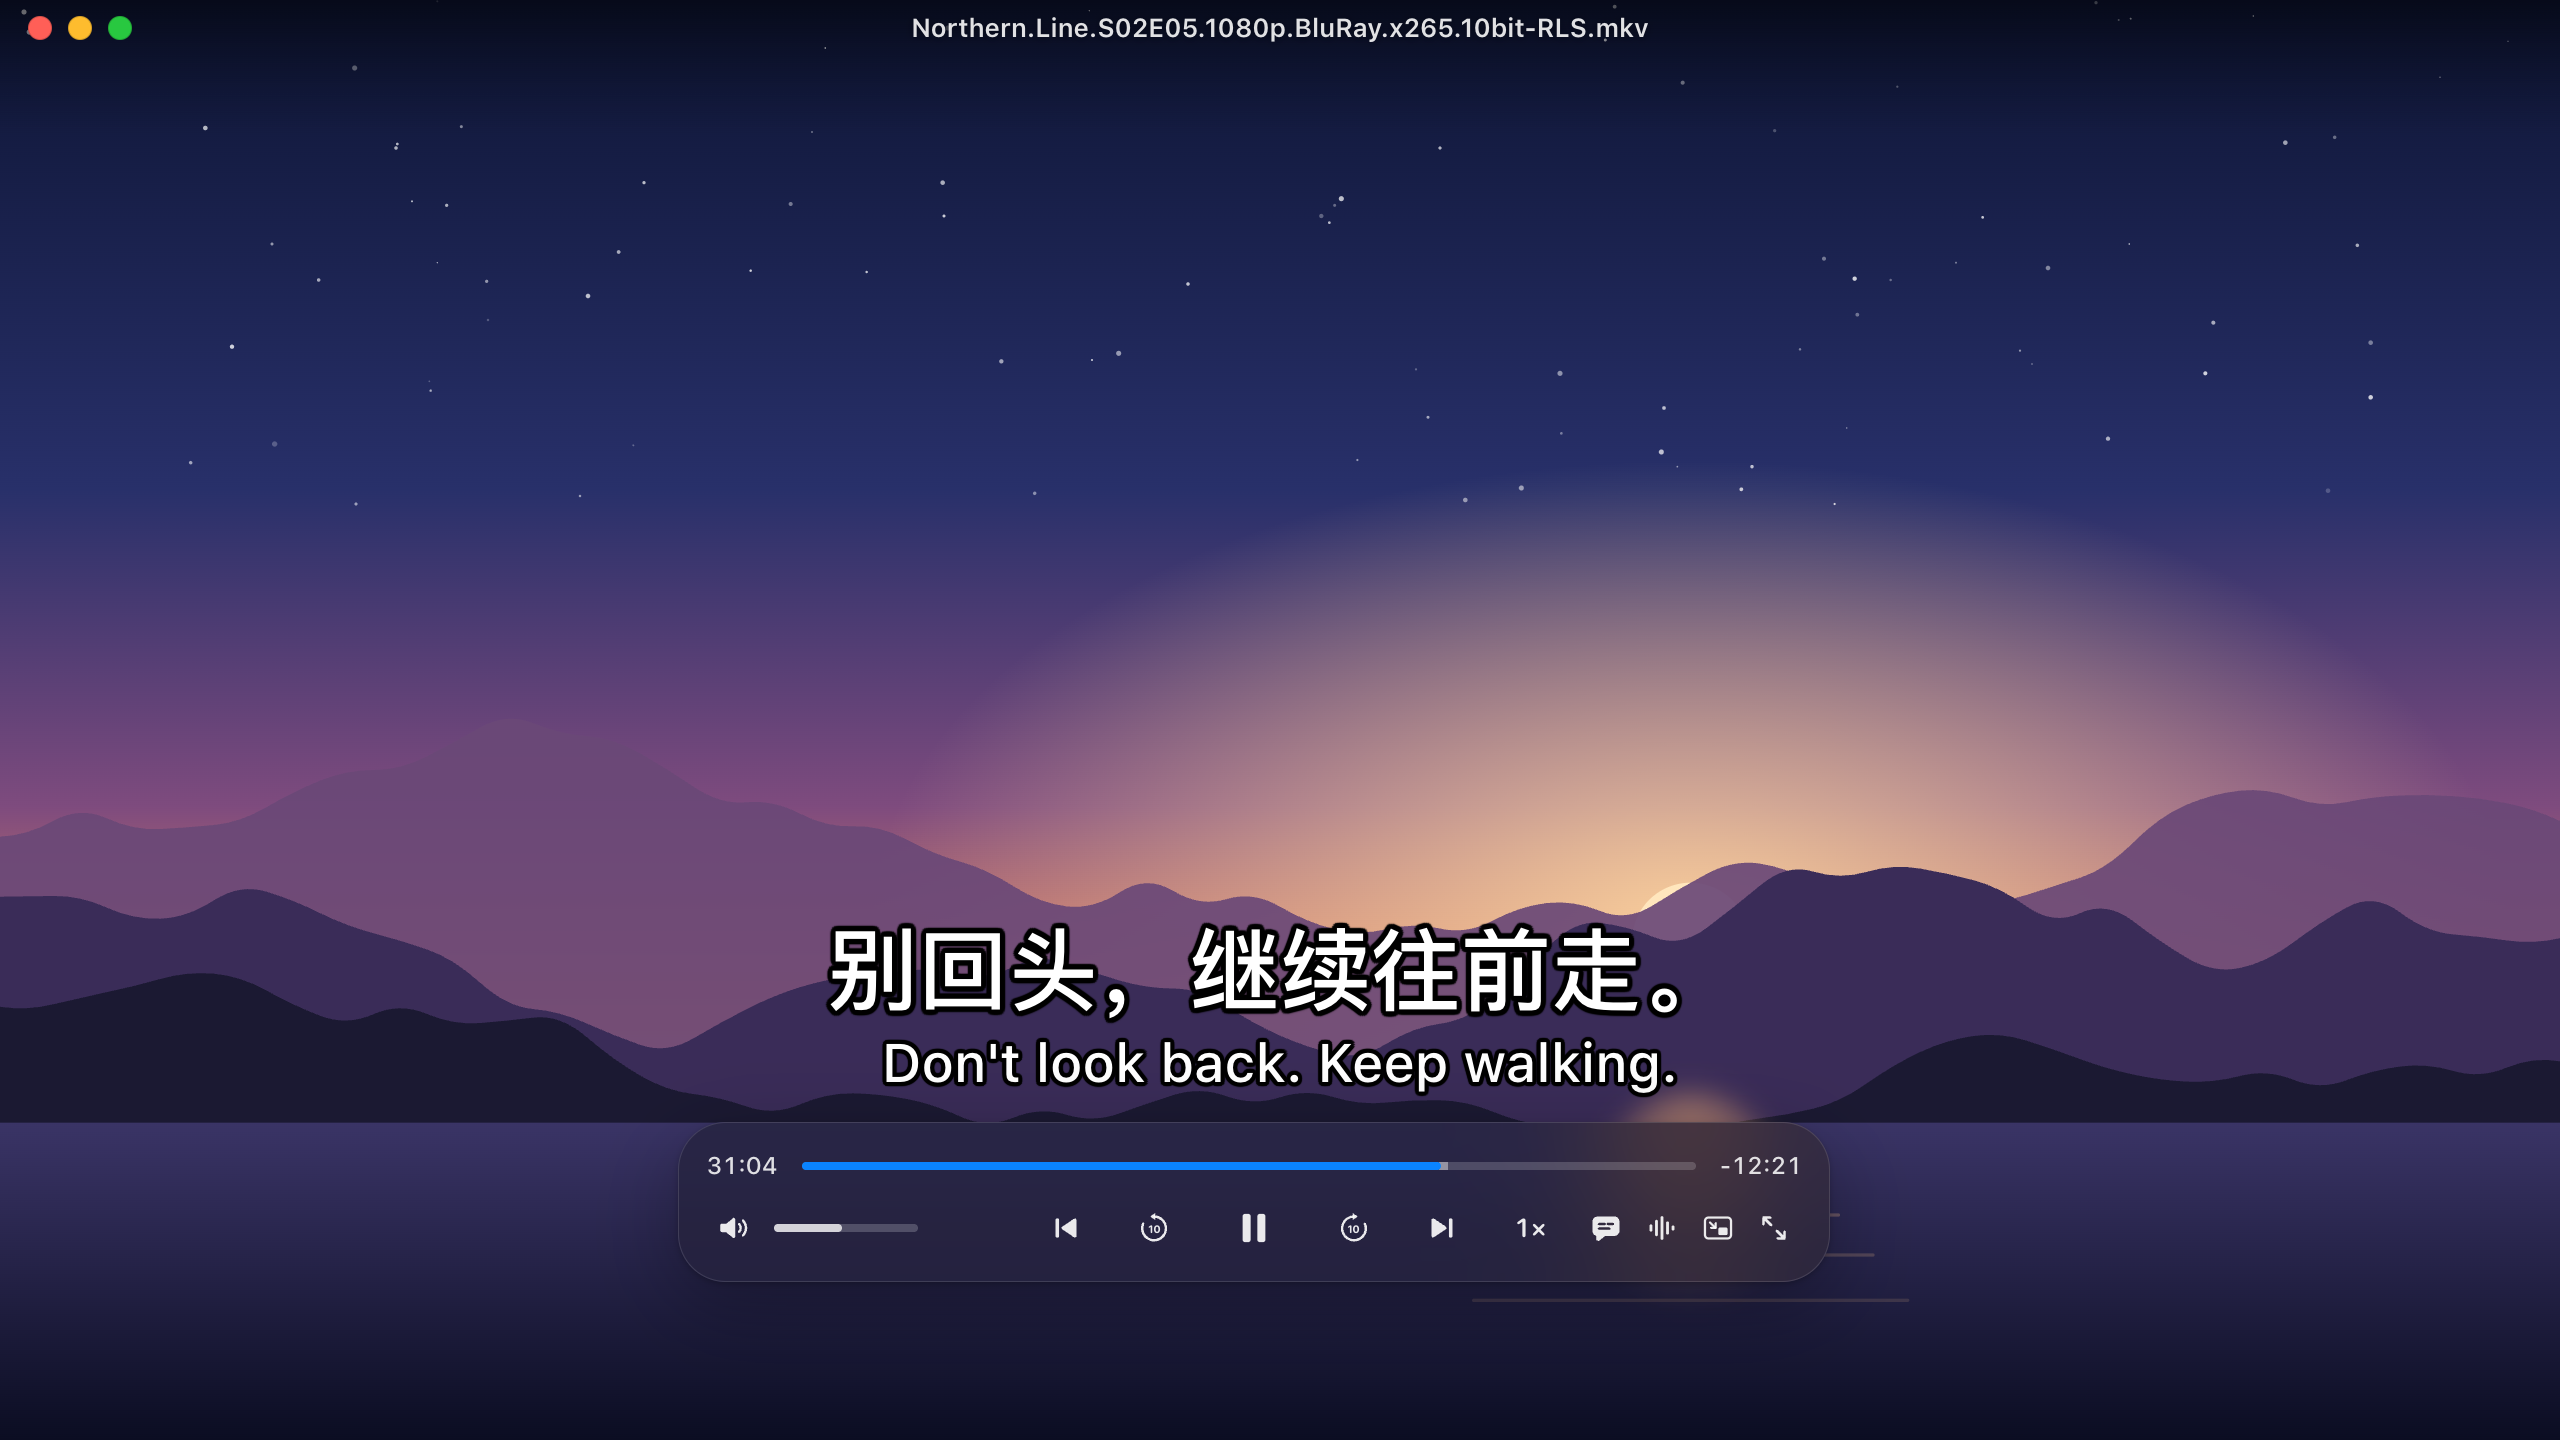 Northern.Line.S02E05.1080p.BluRay.x265.10bit-RLS.mkv
别回头，继续往前走。
Don't look back. Keep walking.
31:04 -12:21
10 10 1×